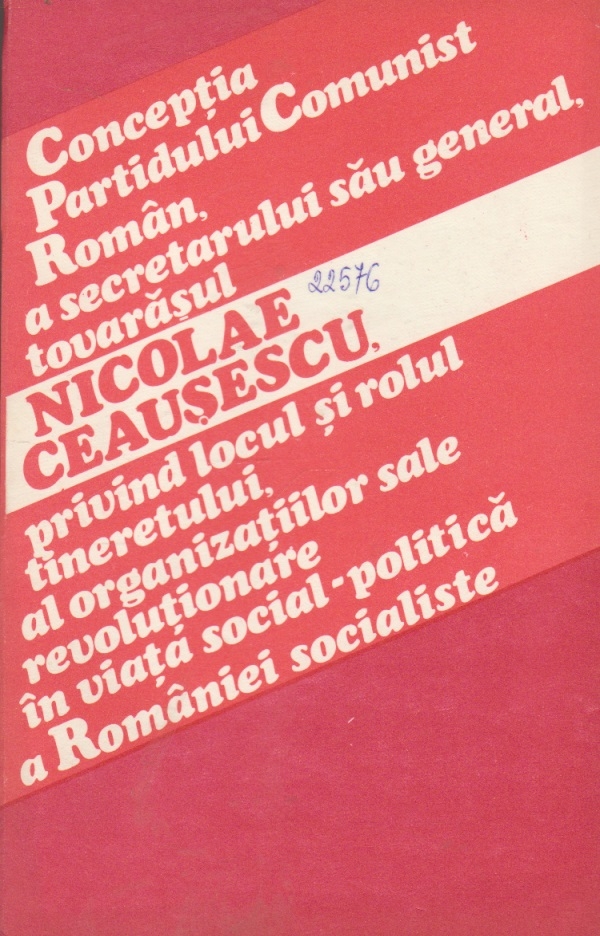 Concepția
Partidului Comunist
Român,
a secretarului său general,
tovarășul
22576
NICOLAE
CEAUȘESCU,
privind locul și rolul
tineretului,
al organizațiilor sale
revoluționare
în viață social-politică
a României socialiste